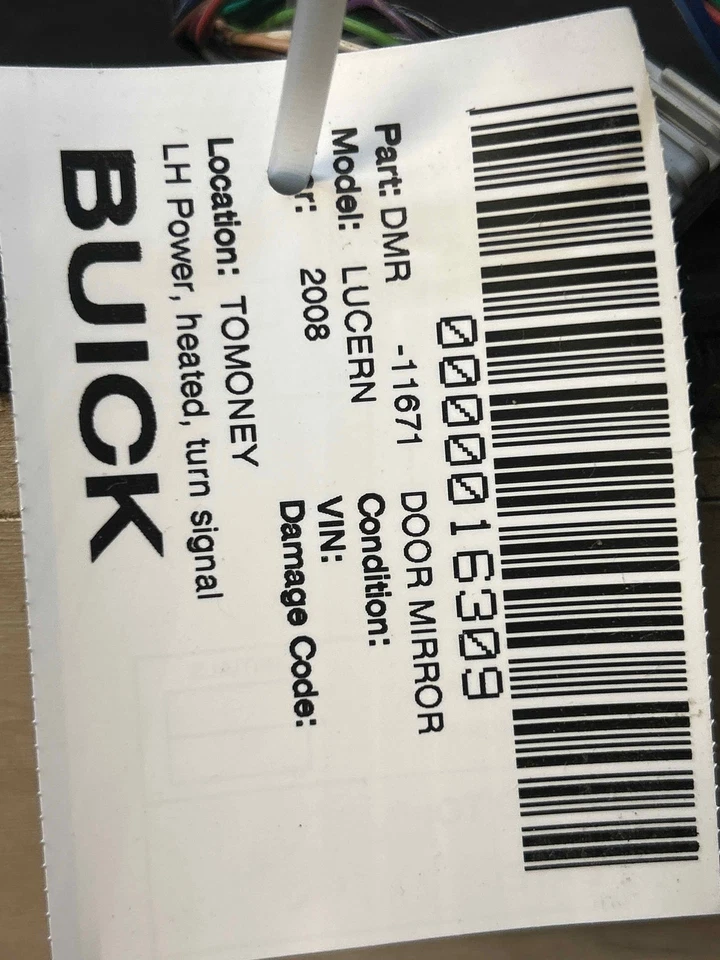 0000016309
Part: DMR -11671 DOOR MIRROR
Model: LUCERN Condition:
r: 2008 VIN:
Damage Code:
Location: TOMONEY
LH Power, heated, turn signal
BUICK